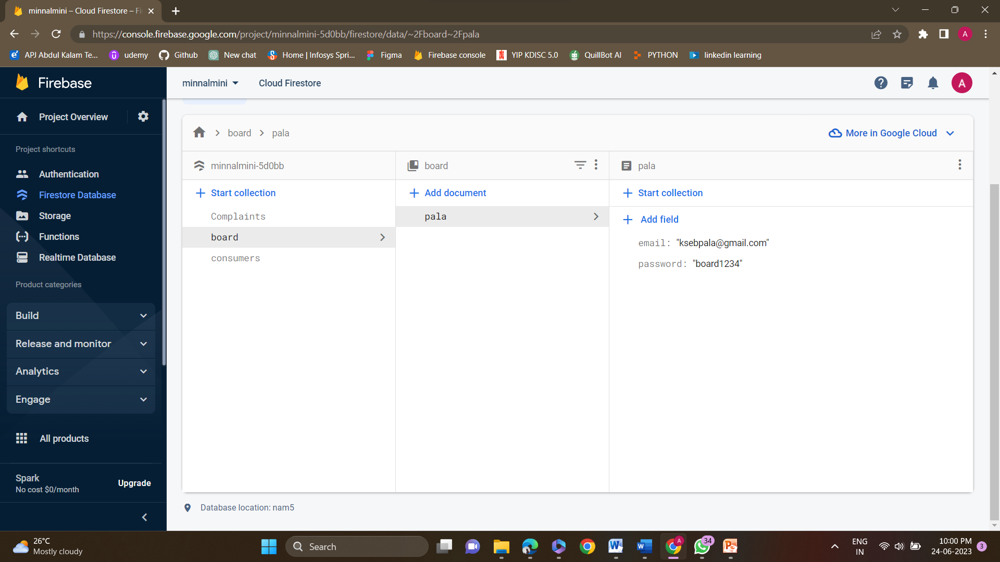 minnalmini – Cloud Firestore – Fi
https://console.firebase.google.com/project/minnalmini-5d0bb/firestore/data/~2Fboard~2Fpala
A
APJ Abdul Kalam Te...
udemy
Github
New chat
Home | Infosys Spri...
Figma
Firebase console
YIP KDISC 5.0
QuillBot AI
PYTHON
linkedin learning
Firebase
minnalmini
Cloud Firestore
A
Project Overview
Project shortcuts
Authentication
Firestore Database
Storage
Functions
Realtime Database
Product categories
Build
Release and monitor
Analytics
Engage
All products
Spark
No cost $0/month
Upgrade
board
pala
More in Google Cloud
minnalmini-5d0bb
Start collection
Complaints
board
consumers
board
Add document
pala
pala
Start collection
Add field
email: "ksebpala@gmail.com"
password: "board1234"
Database location: nam5
26°C
Mostly cloudy
Search
A
34
ENG
IN
10:00 PM
24-06-2023
3